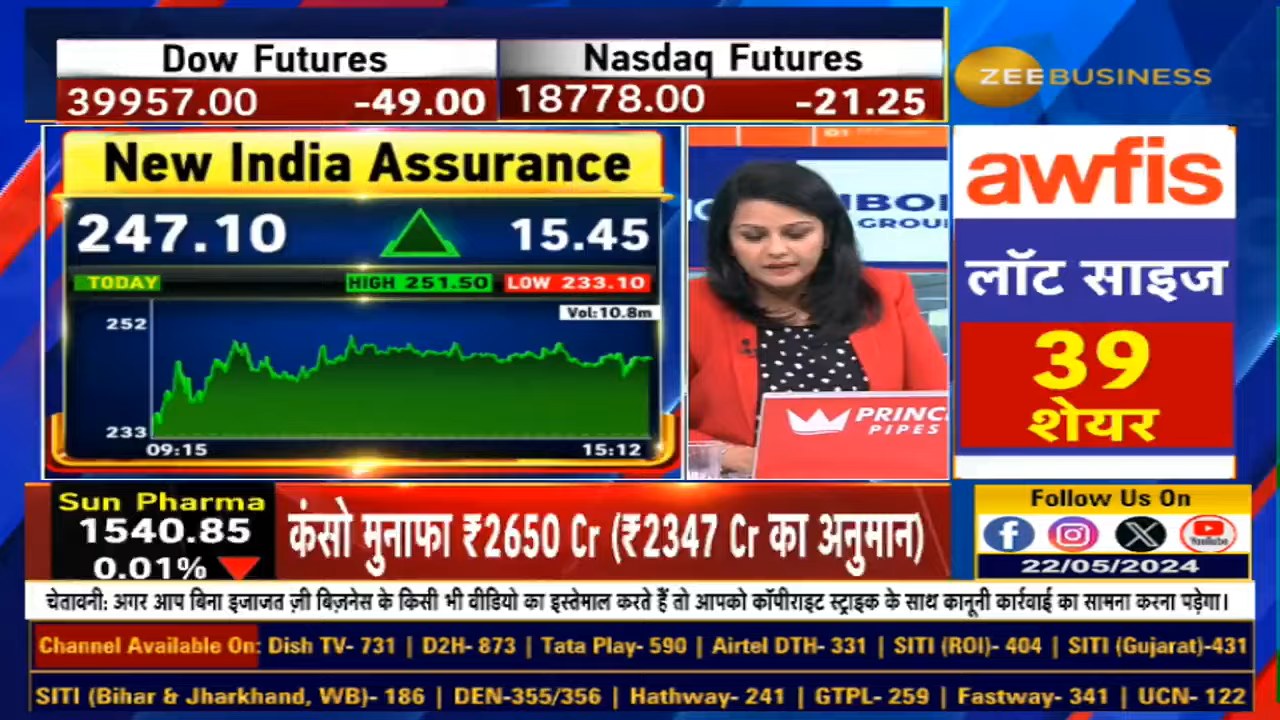 Dow Futures
39957.00 -49.00
Nasdaq Futures
18778.00 -21.25
ZEEBUSINESS
New India Assurance
247.10 15.45
TODAY HIGH 251.50 LOW 233.10
Vol:10.8m
252
233
09:15 15:12
GROU
PRINC
PIPES
awfis
लॉट साइज
39
शेयर
Sun Pharma
1540.85
0.01%
कंसो मुनाफा ₹2650 Cr (₹2347 Cr का अनुमान)
Follow Us On
YouTube
22/05/2024
चेतावनी: अगर आप बिना इजाजत ज़ी बिज़नेस के किसी भी वीडियो का इस्तेमाल करते हैं तो आपको कॉपीराइट स्ट्राइक के साथ कानूनी कार्रवाई का सामना करना पड़ेगा।
Channel Available On: Dish TV- 731 | D2H- 873 | Tata Play- 590 | Airtel DTH- 331 | SITI (ROI)- 404 | SITI (Gujarat)-431
SITI (Bihar & Jharkhand, WB)- 186 | DEN-355/356 | Hathway- 241 | GTPL- 259 | Fastway- 341 | UCN- 122